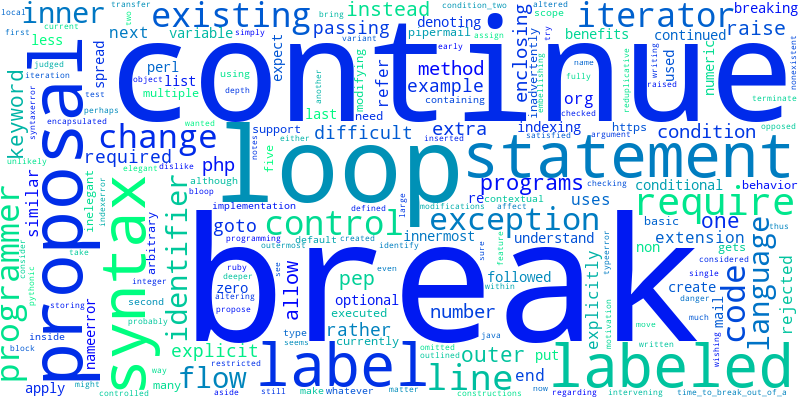 inner
existing
instead
iterator
raise
continue
break
loop
statement
proposal
syntax
programmer
keyword
change
label
labeled
require
control
exception
identifier
line
flow
code
language
programs
method
example
passing
variable
next
perl
list
less
spread
benefits
continued
breaking
denoting
pipermail
enclosing
inadvertently
embellishing
numeric
used
writing
scope
altered
condition_two
transfer
bring
variant
early
current
iteration
judged
syntaxerror
encapsulated
perhaps
test
multiple
using
object
depth
another
modifying
refer
expect
containing
need
last
five
difficult
extra
org
indexing
https
condition
satisfied
argument
checking
conditional
behavior
contextual
reduplicative
fully
name
raised
checked
terminate
opposed
nonexistent
simply
local
first
try
two
assign
inserted
support
either
notes
although
php
required
similar
inelegant
elegant
dislike
unlikely
wanted
indexerror
bloop
implementation
goto
zero
allow
optional
number
pep
rather
executed
currently
explicit
explicitly
outer
put
end
followed
understand
uses
one
non
basic
gets
extension
create
mail
rejected
considered
single
danger
much
wishing
move
written
now
regarding
intervening
time_to_break_out_of_a
java
constructions
matter
make
omitted
outlined
seems
type
whatever
still
aside
restricted
might
controlled
many
way
probably
apply
block
inside
storing
take
consider
pythonic
nameerror
arbitrary
integer
second
ruby
programming
deeper
altering
propose
see
default
defined
created
outermost
innermost
modifications
affect
identify
even
large
re
feature
sure
within
motivation
typeerror
thus